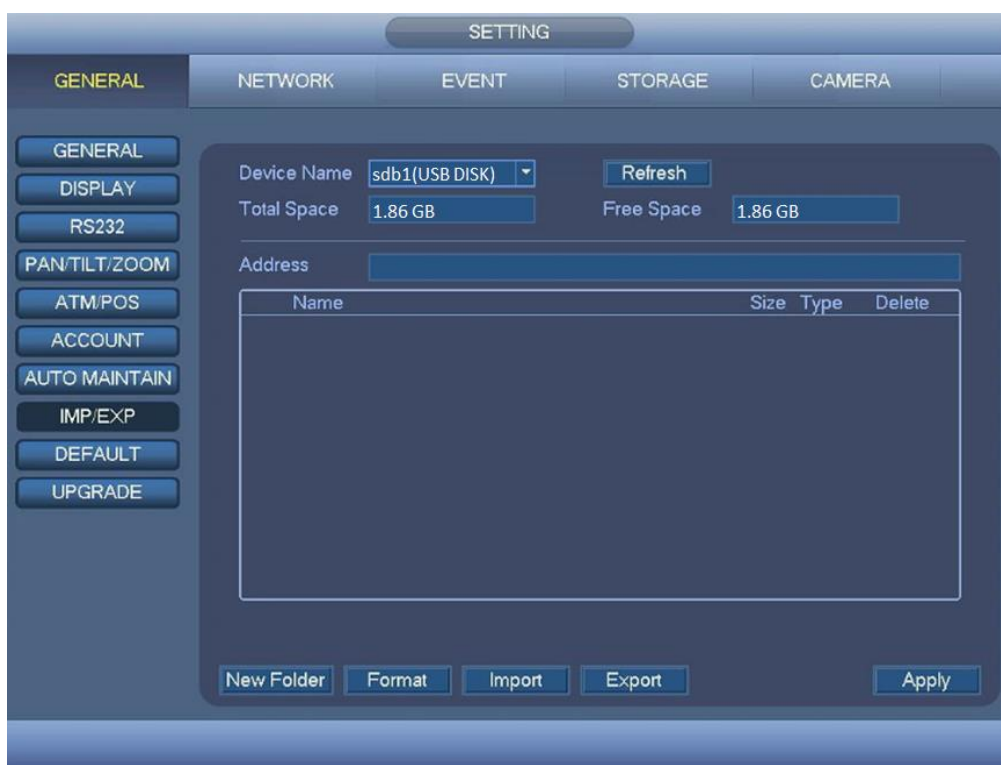 SETTING
GENERAL NETWORK EVENT STORAGE CAMERA
GENERAL
DISPLAY
RS232
PAN/TILT/ZOOM
ATM/POS
ACCOUNT
AUTO MAINTAIN
IMP/EXP
DEFAULT
UPGRADE
Device Name sdb1(USB DISK) Refresh
Total Space 1.86 GB Free Space 1.86 GB
Address
Name Size Type Delete
New Folder Format Import Export Apply